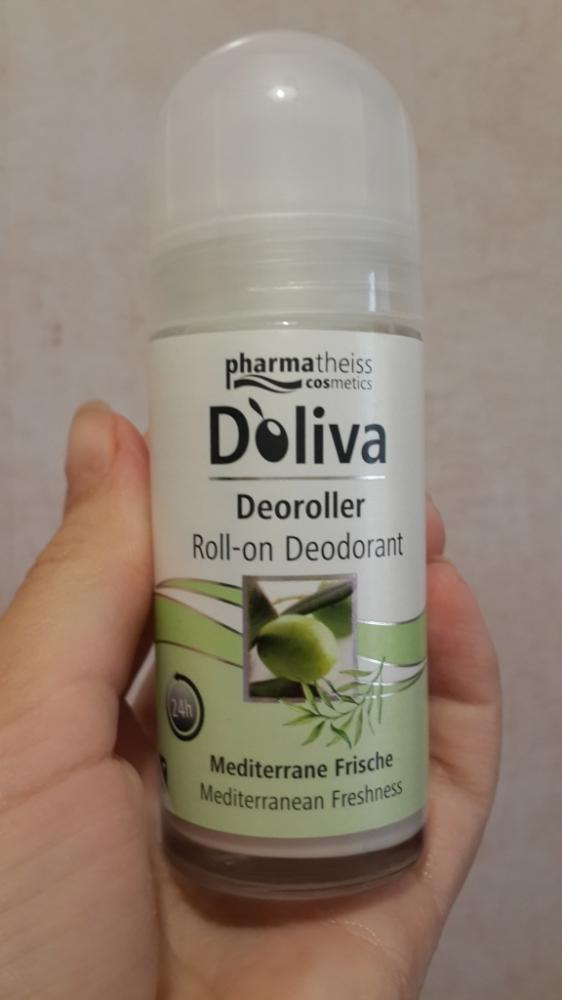 pharmatheiss
cosmetics
D'oliva
Deoroller
Roll-on Deodorant
24h
Mediterrane Frische
Mediterranean Freshness